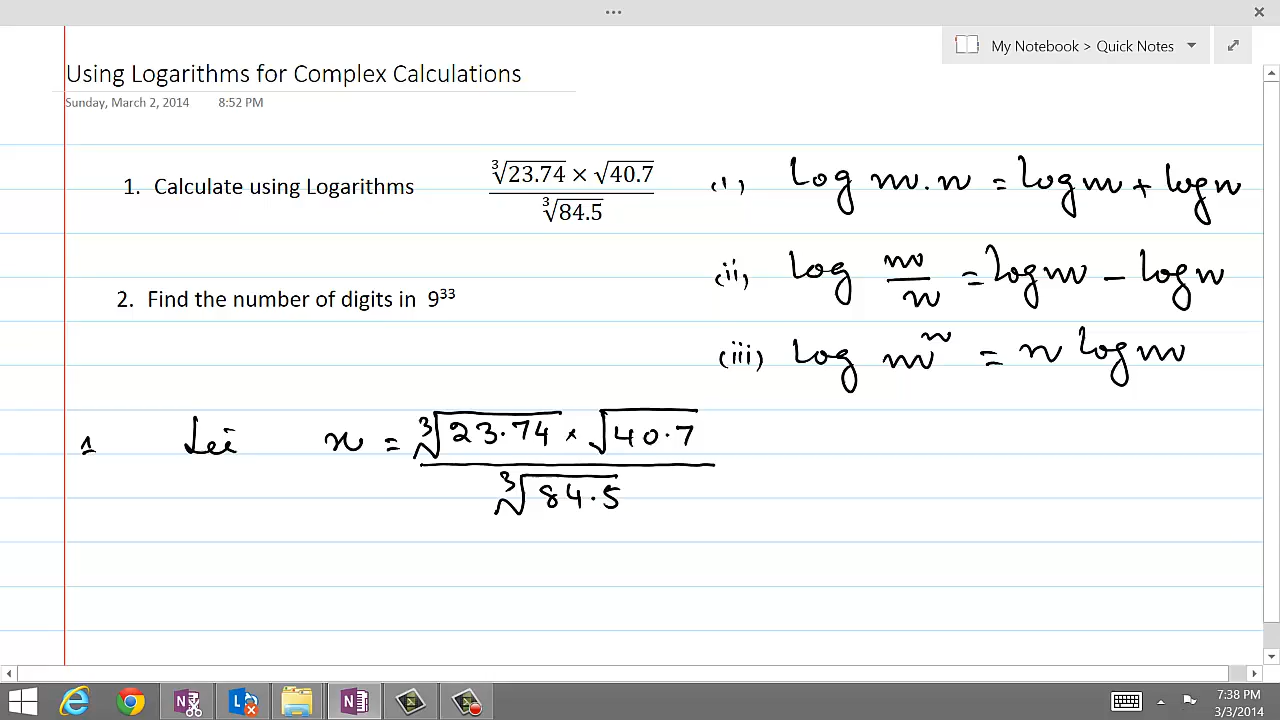 My Notebook > Quick Notes
Using Logarithms for Complex Calculations
Sunday, March 2, 2014 8:52 PM
1. Calculate using Logarithms ∛23.74 × √40.7 / ∛84.5
(i) log m.n = log m + log n
(ii) log m/n = log m − log n
2. Find the number of digits in 9³³
(iii) log mⁿ = n log m
1 Let x = ∛23.74 × √40.7 / ∛84.5
7:38 PM
3/3/2014